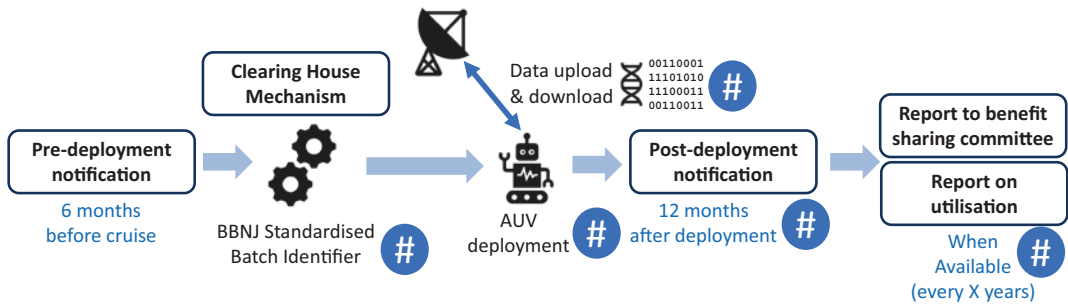 Pre-deployment
notification
6 months
before cruise
Clearing House
Mechanism
BBNJ Standardised
Batch Identifier
#
Data upload
& download
00110001
11101010
11100011
00110011
#
AUV
deployment
#
Post-deployment
notification
12 months
after deployment
#
Report to benefit
sharing committee
Report on
utilisation
When
Available
(every X years)
#